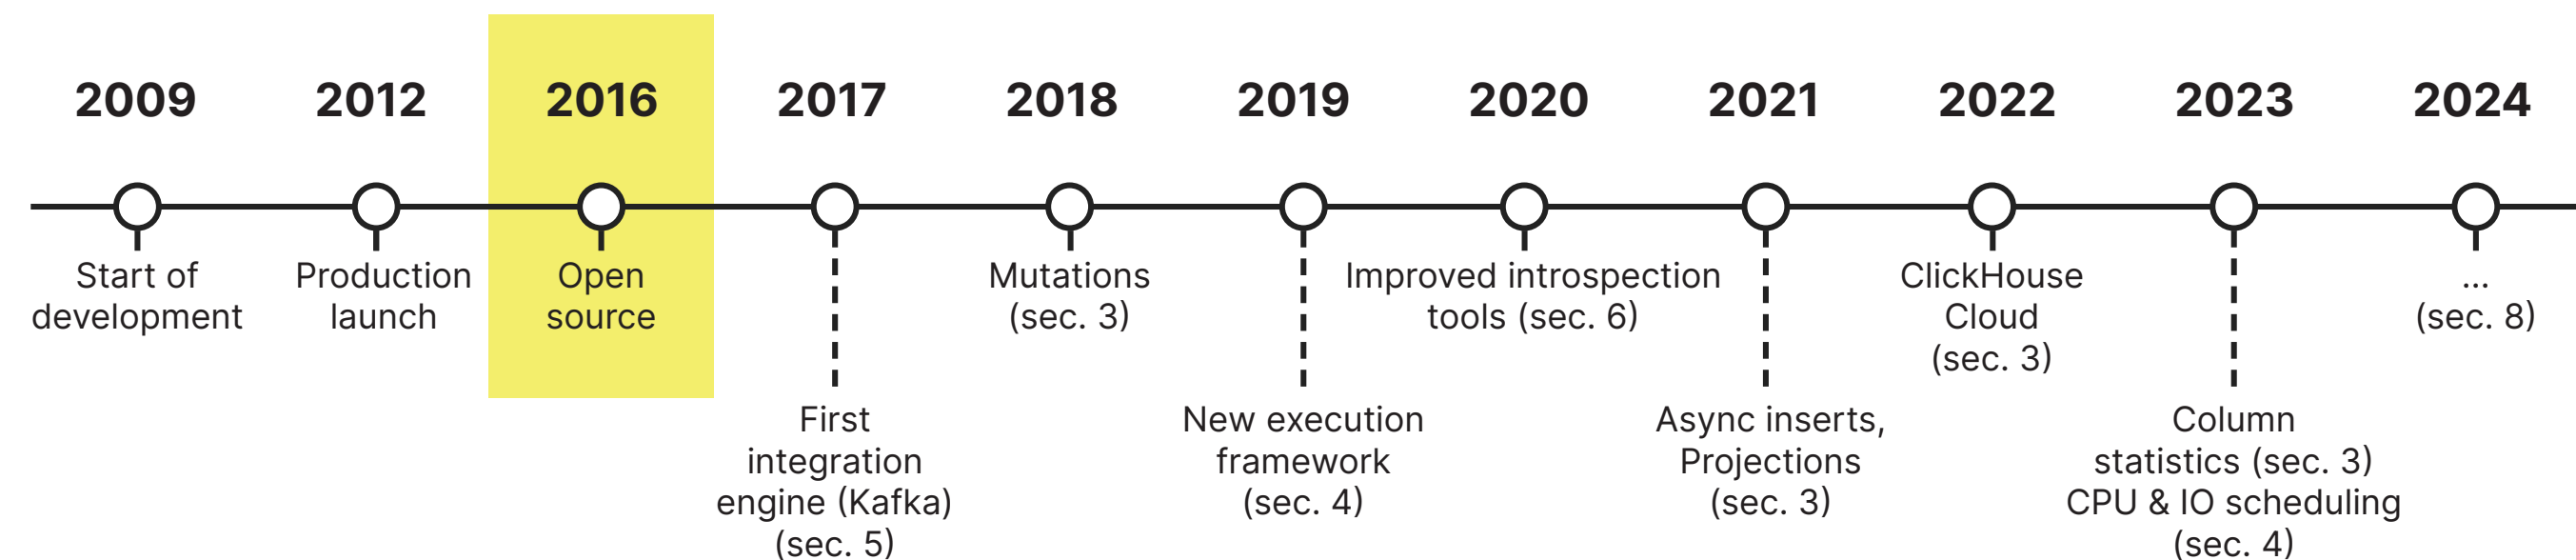 2009
2012
2016
2017
2018
2019
2020
2021
2022
2023
2024
Start of
development
Production
launch
Open
source
First
integration
engine (Kafka)
(sec. 5)
Mutations
(sec. 3)
New execution
framework
(sec. 4)
Improved introspection
tools (sec. 6)
Async inserts,
Projections
(sec. 3)
ClickHouse
Cloud
(sec. 3)
Column
statistics (sec. 3)
CPU & IO scheduling
(sec. 4)
...
(sec. 8)